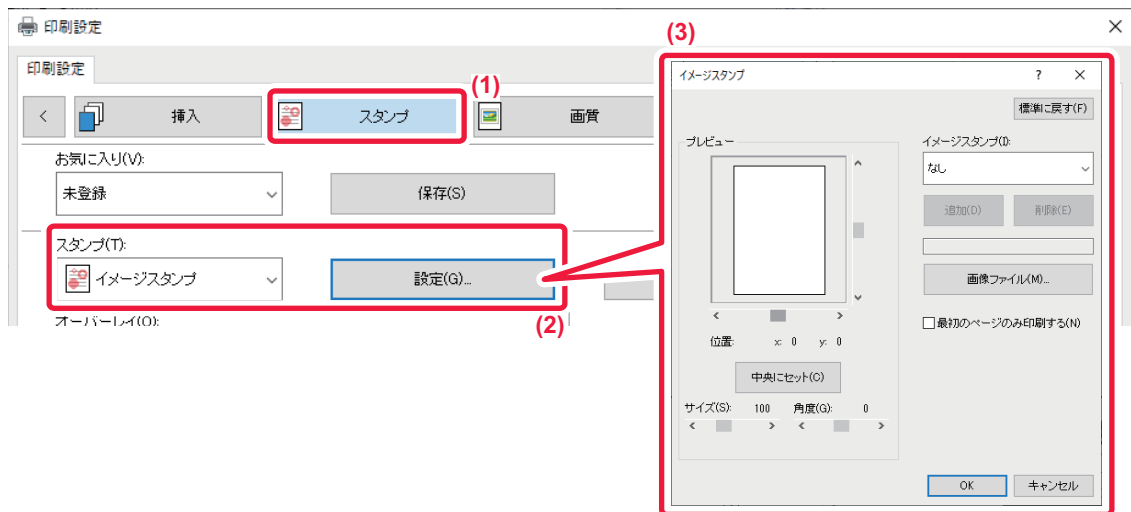 印刷設定
印刷設定
(1)
挿入
スタンプ
画質
お気に入り(V):
未登録
保存(S)
スタンプ(T):
イメージスタンプ
設定(G)...
(2)
オーバーレイ(O):
(3)
イメージスタンプ
標準に戻す(F)
プレビュー
イメージスタンプ(I):
なし
追加(D)
削除(E)
画像ファイル(M)...
最初のページのみ印刷する(N)
位置: x: 0 y: 0
中央にセット(C)
サイズ(S): 100 角度(G): 0
OK
キャンセル